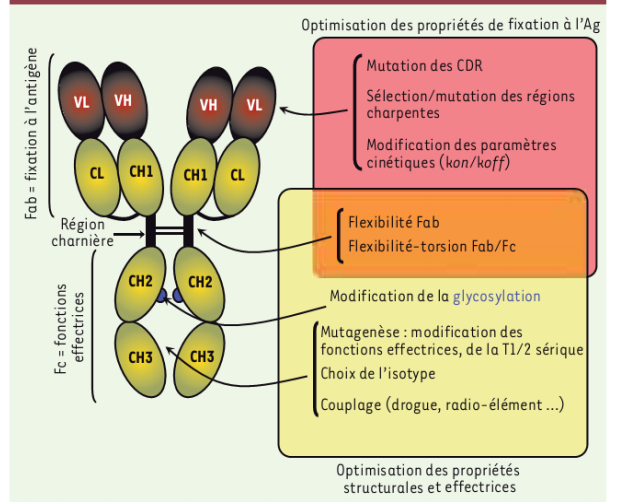 Optimisation des propriétés de fixation à l'Ag
Mutation des CDR
Sélection/mutation des régions
charpentes
Modification des paramètres
cinétiques (kon/koff)
Fab = fixation à l'antigène
VL
VH
VH
VL
CL
CH1
CH1
CL
Région
charnière
Flexibilité Fab
Flexibilité-torsion Fab/Fc
Fc = fonctions
effectrices
CH2
CH2
CH3
CH3
Modification de la glycosylation
Mutagenèse : modification des
fonctions effectrices, de la T1/2 sérique
Choix de l'isotype
Couplage (drogue, radio-élément ...)
Optimisation des propriétés
structurales et effectrices